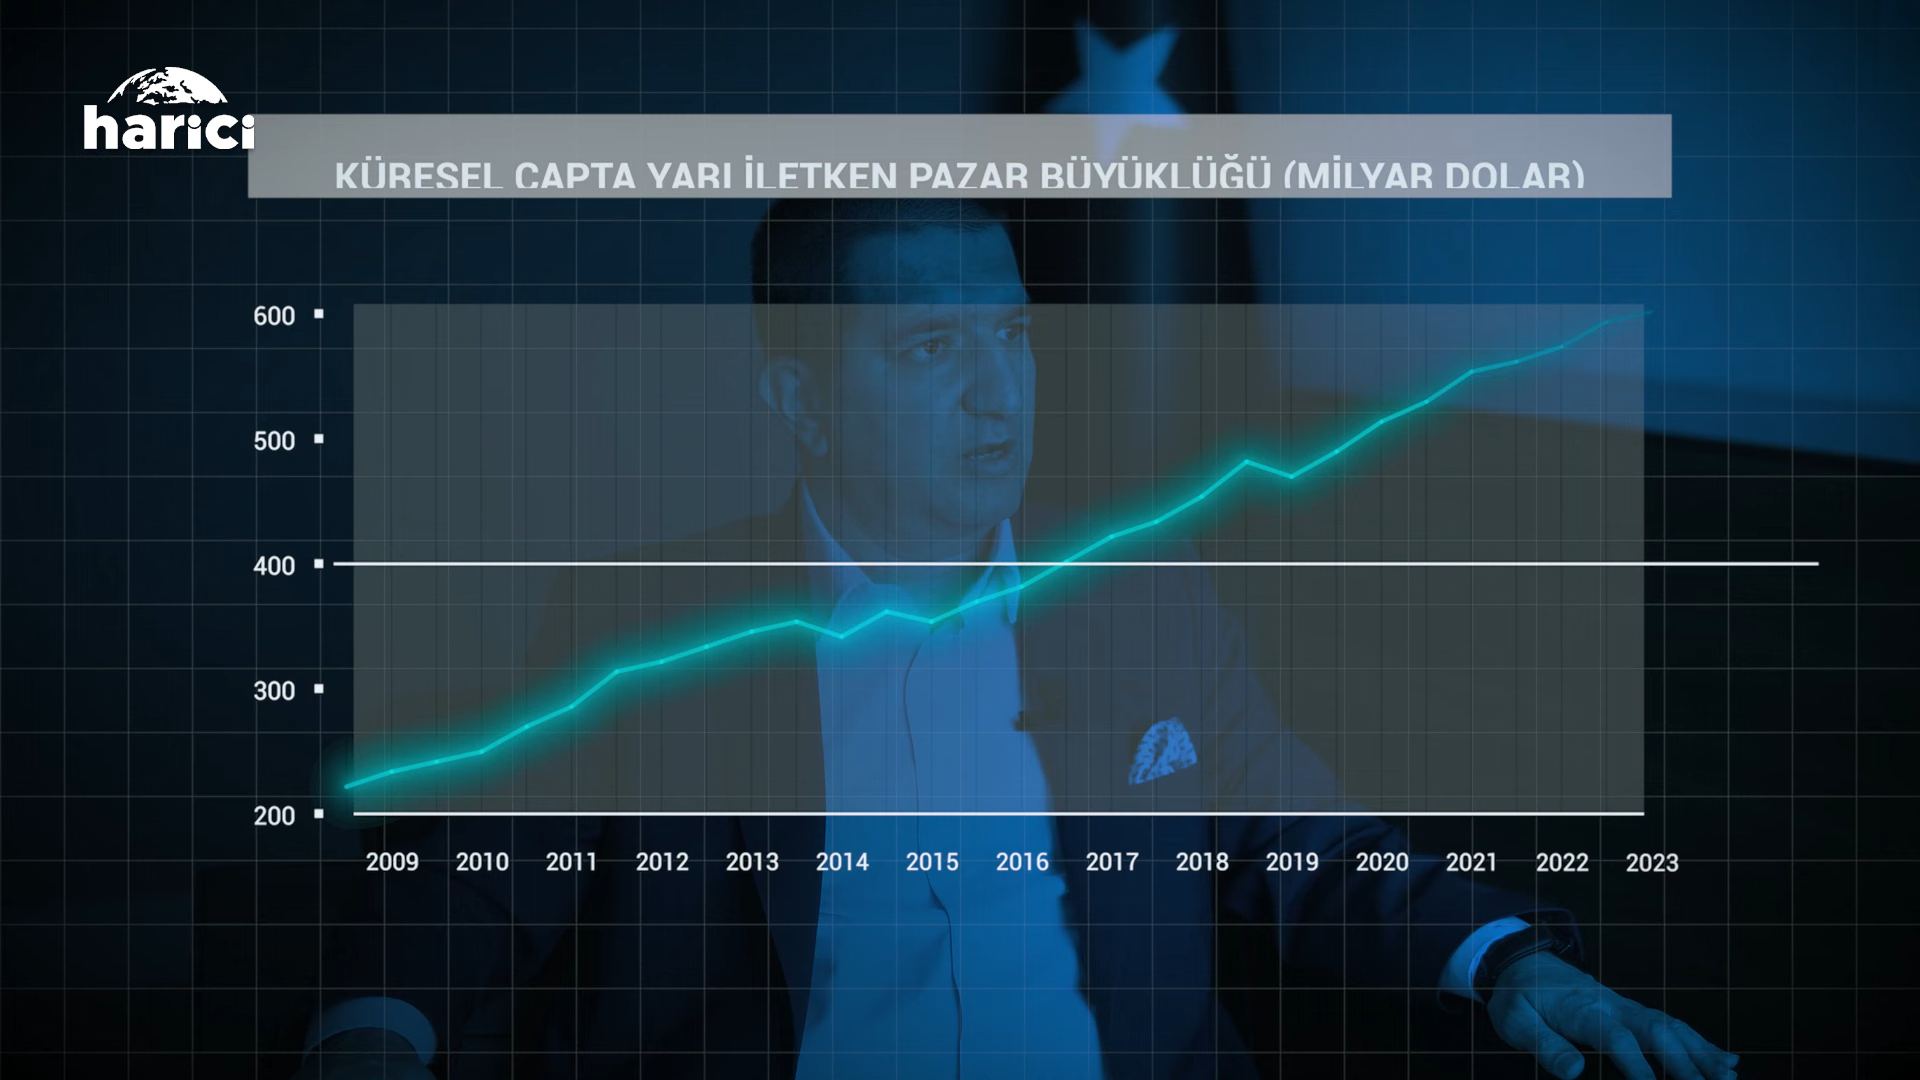 harici
KÜRESEL CAPTA YARI İLETKEN PAZAR BÜYÜKLÜĞÜ (MİLYAR DOLAR)
600
500
400
300
200
2009 2010 2011 2012 2013 2014 2015 2016 2017 2018 2019 2020 2021 2022 2023